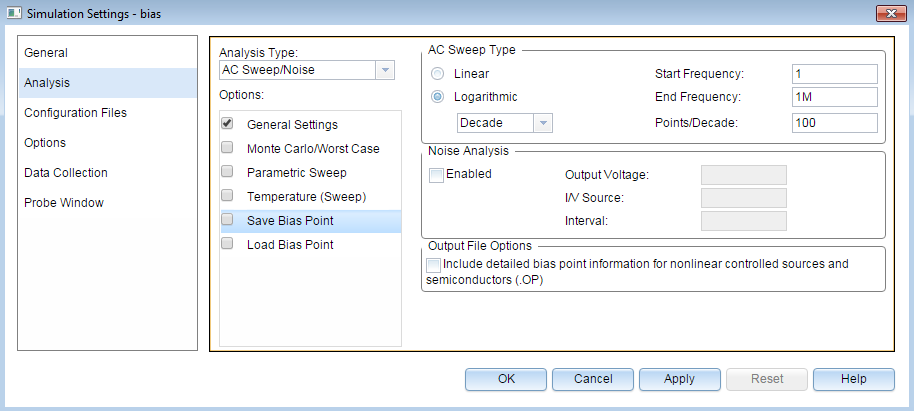 Simulation Settings - bias
General
Analysis
Configuration Files
Options
Data Collection
Probe Window
Analysis Type:
AC Sweep/Noise
Options:
General Settings
Monte Carlo/Worst Case
Parametric Sweep
Temperature (Sweep)
Save Bias Point
Load Bias Point
AC Sweep Type
Linear
Logarithmic
Decade
Start Frequency: 1
End Frequency: 1M
Points/Decade: 100
Noise Analysis
Enabled
Output Voltage:
I/V Source:
Interval:
Output File Options
Include detailed bias point information for nonlinear controlled sources and
semiconductors (.OP)
OK Cancel Apply Reset Help